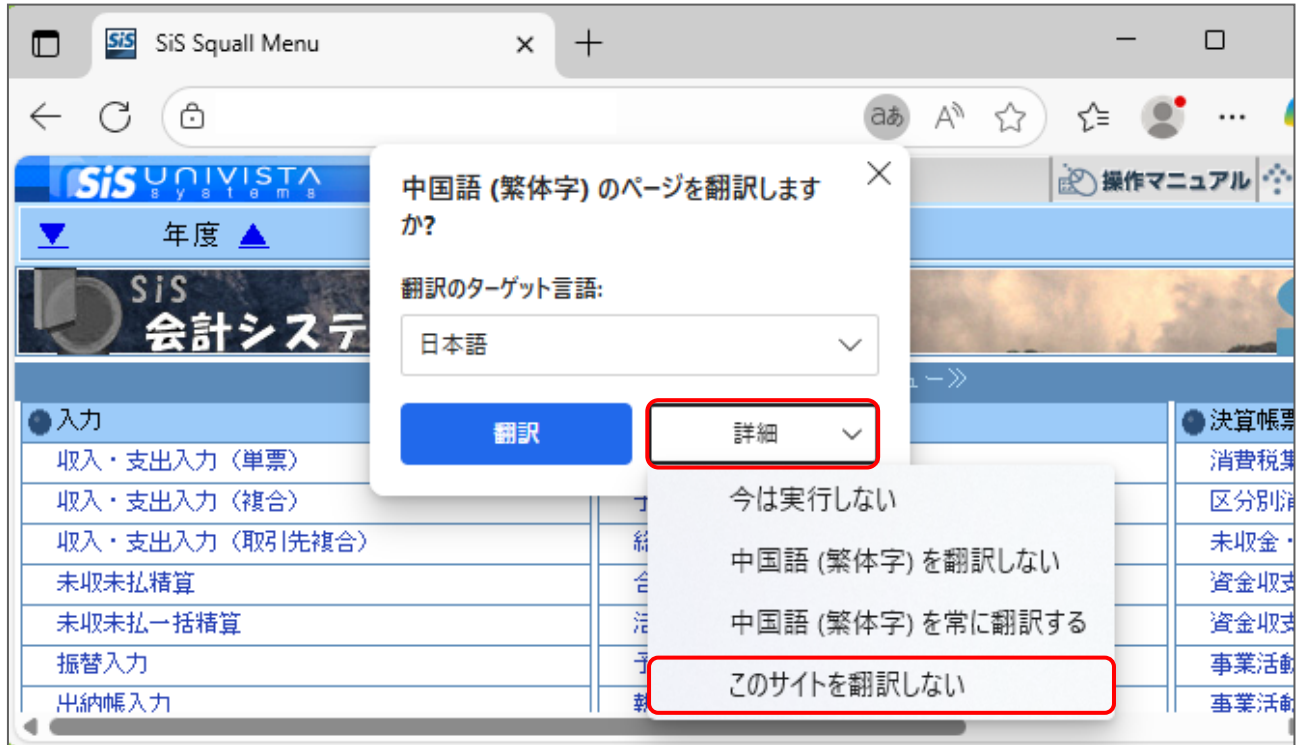 SiS Squall Menu
aあ
SiS UNIVISTA
systems
操作マニュアル
▼ 年度 ▲
SiS
会計システ
中国語 (繁体字) のページを翻訳します
か?
翻訳のターゲット言語:
日本語
翻訳
詳細
今は実行しない
中国語 (繁体字) を翻訳しない
中国語 (繁体字) を常に翻訳する
このサイトを翻訳しない
ュー≫
入力
収入・支出入力（単票）
収入・支出入力（複合）
収入・支出入力（取引先複合）
未収未払精算
未収未払一括精算
振替入力
出納帳入力
決算帳票
消費税集
区分別消
未収金・
資金収支
資金収支
事業活動
事業活動